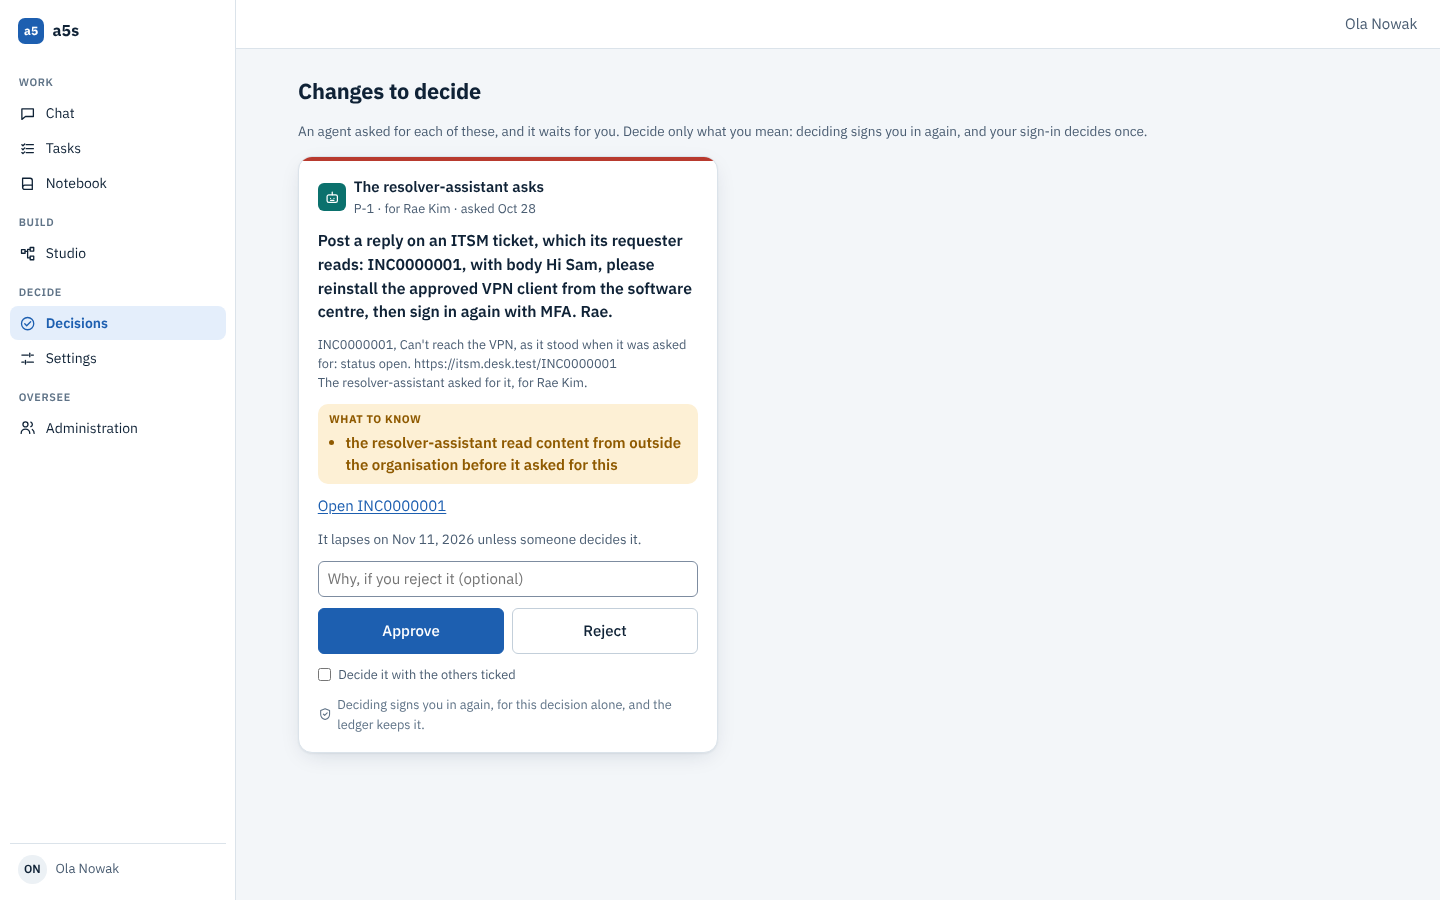 a5 a5s
Ola Nowak
WORK
Chat
Tasks
Notebook
BUILD
Studio
DECIDE
Decisions
Settings
OVERSEE
Administration
ON Ola Nowak
Changes to decide
An agent asked for each of these, and it waits for you. Decide only what you mean: deciding signs you in again, and your sign-in decides once.
The resolver-assistant asks
P-1 · for Rae Kim · asked Oct 28
Post a reply on an ITSM ticket, which its requester
reads: INC0000001, with body Hi Sam, please
reinstall the approved VPN client from the software
centre, then sign in again with MFA. Rae.
INC0000001, Can't reach the VPN, as it stood when it was asked
for: status open. https://itsm.desk.test/INC0000001
The resolver-assistant asked for it, for Rae Kim.
WHAT TO KNOW
• the resolver-assistant read content from outside
the organisation before it asked for this
Open INC0000001
It lapses on Nov 11, 2026 unless someone decides it.
Why, if you reject it (optional)
Approve
Reject
Decide it with the others ticked
Deciding signs you in again, for this decision alone, and the
ledger keeps it.